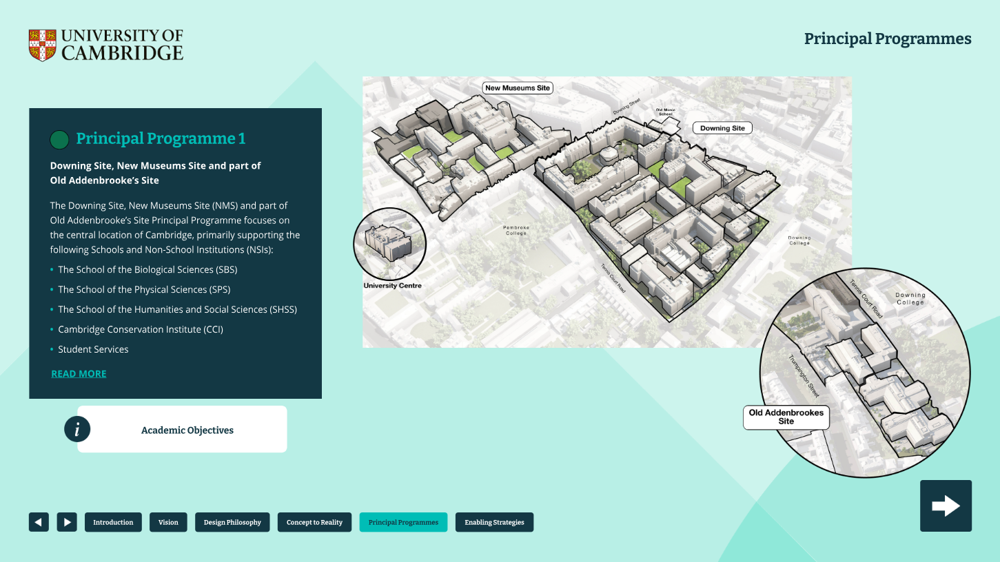 UNIVERSITY OF
CAMBRIDGE
Principal Programmes
Principal Programme 1
Downing Site, New Museums Site and part of
Old Addenbrooke’s Site
The Downing Site, New Museums Site (NMS) and part of
Old Addenbrooke’s Site Principal Programme focuses on
the central location of Cambridge, primarily supporting the
following Schools and Non-School Institutions (NSIs):
• The School of the Biological Sciences (SBS)
• The School of the Physical Sciences (SPS)
• The School of the Humanities and Social Sciences (SHSS)
• Cambridge Conservation Institute (CCI)
• Student Services
READ MORE
i
Academic Objectives
New Museums Site
Downing Street
Old Music
School
Downing Site
Pembroke
College
Downing
College
University Centre
Tennis Court Road
Tennis Court Road
Downing
College
Trumpington Street
Old Addenbrookes
Site
Introduction
Vision
Design Philosophy
Concept to Reality
Principal Programmes
Enabling Strategies